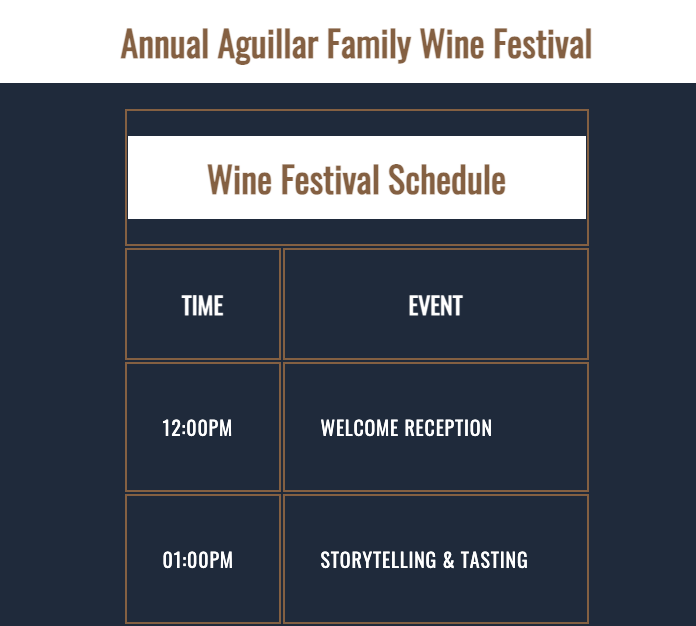 Annual Aguillar Family Wine Festival
Wine Festival Schedule
TIME EVENT
12:00PM WELCOME RECEPTION
01:00PM STORYTELLING & TASTING